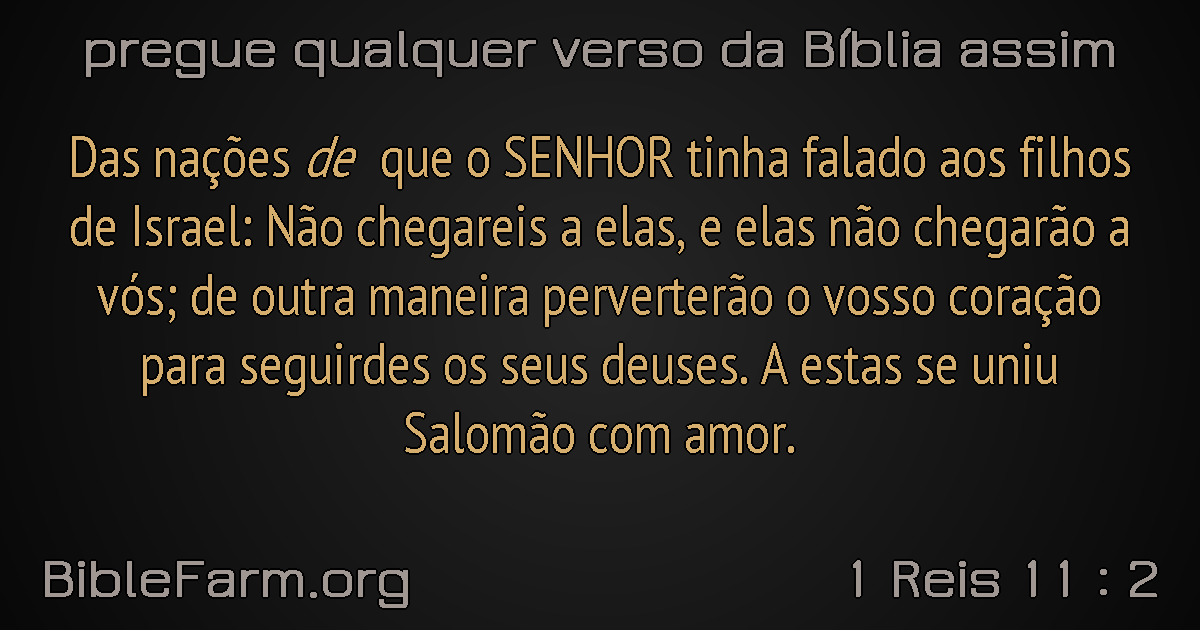 pregue qualquer verso da Bíblia assim
Das nações de que o SENHOR tinha falado aos filhos
de Israel: Não chegareis a elas, e elas não chegarão a
vós; de outra maneira perverterão o vosso coração
para seguirdes os seus deuses. A estas se uniu
Salomão com amor.
BibleFarm.org
1 Reis 11 : 2